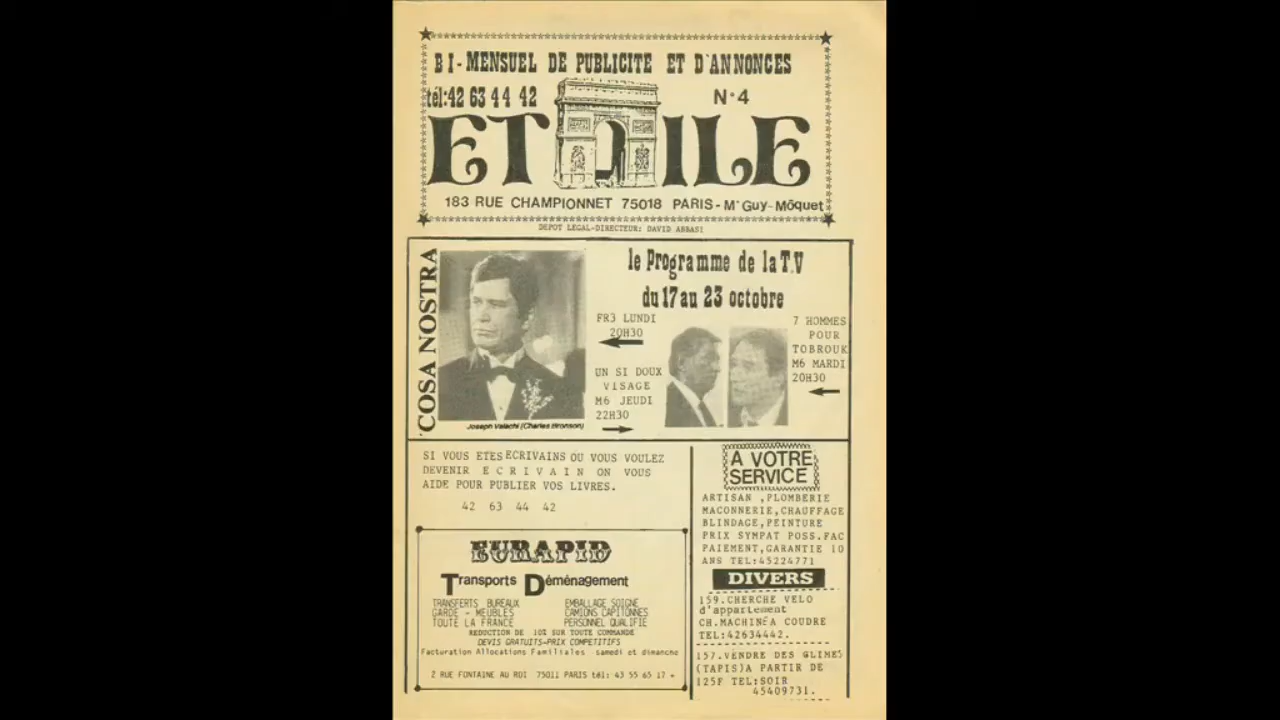 BI-MENSUEL DE PUBLICITE ET D'ANNONCES
tél:42 63 44 42
N°4
ETOILE
183 RUE CHAMPIONNET 75018 PARIS-M°Guy-Môquet
DEPOT LEGAL-DIRECTEUR: DAVID ABBASI
COSA NOSTRA
Joseph Valachi (Charles Bronson)
le Programme de la T.V
du 17 au 23 octobre
FR3 LUNDI
20H30
UN SI DOUX
VISAGE
M6 JEUDI
22H30
7 HOMMES
POUR
TOBROUK
M6 MARDI
20H30
SI VOUS ETES ECRIVAINS OU VOUS VOULEZ
DEVENIR E C R I V A I N ON VOUS
AIDE POUR PUBLIER VOS LIVRES.
42 63 44 42
EURAPID
Transports Déménagement
TRANSFERTS BUREAUX
GARDE - MEUBLES
TOUTE LA FRANCE
EMBALLAGE SOIGNE
CAMIONS CAPITONNES
PERSONNEL QUALIFIE
REDUCTION DE 10% SUR TOUTE COMMANDE
DEVIS GRATUITS-PRIX COMPETITIFS
Facturation Allocations Familiales samedi et dimanche
2 RUE FONTAINE AU ROI 75011 PARIS tél: 43 55 65 17 +
A VOTRE
SERVICE
ARTISAN ,PLOMBERIE
MACONNERIE,CHAUFFAGE
BLINDAGE,PEINTURE
PRIX SYMPAT POSS.FAC
PAIEMENT,GARANTIE 10
ANS TEL:45224771
DIVERS
159.CHERCHE VELO
d'appartement
CH.MACHINEA COUDRE
TEL:42634442.
157.VENDRE DES GLIMES
(TAPIS)A PARTIR DE
125F TEL:SOIR
45409731.